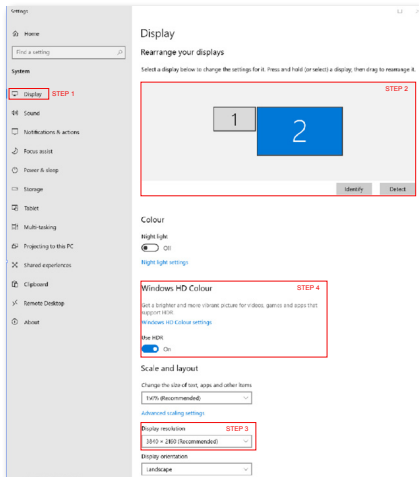 Settings
Home
Find a setting
System
Display
STEP 1
Sound
Notifications & actions
Focus assist
Power & sleep
Storage
Tablet
Multi-tasking
Projecting to this PC
Shared experiences
Clipboard
Remote Desktop
About
Display
Rearrange your displays
Select a display below to change the settings for it. Press and hold (or select) a display, then drag to rearrange it.
STEP 2
1
2
Identify
Detect
Colour
Night light
Off
Night light settings
Windows HD Colour
STEP 4
Get a brighter and more vibrant picture for videos, games and apps that
support HDR.
Windows HD Colour settings
Use HDR
On
Scale and layout
Change the size of text, apps and other items
150% (Recommended)
Advanced scaling settings
Display resolution
STEP 3
3840 × 2160 (Recommended)
Display orientation
Landscape